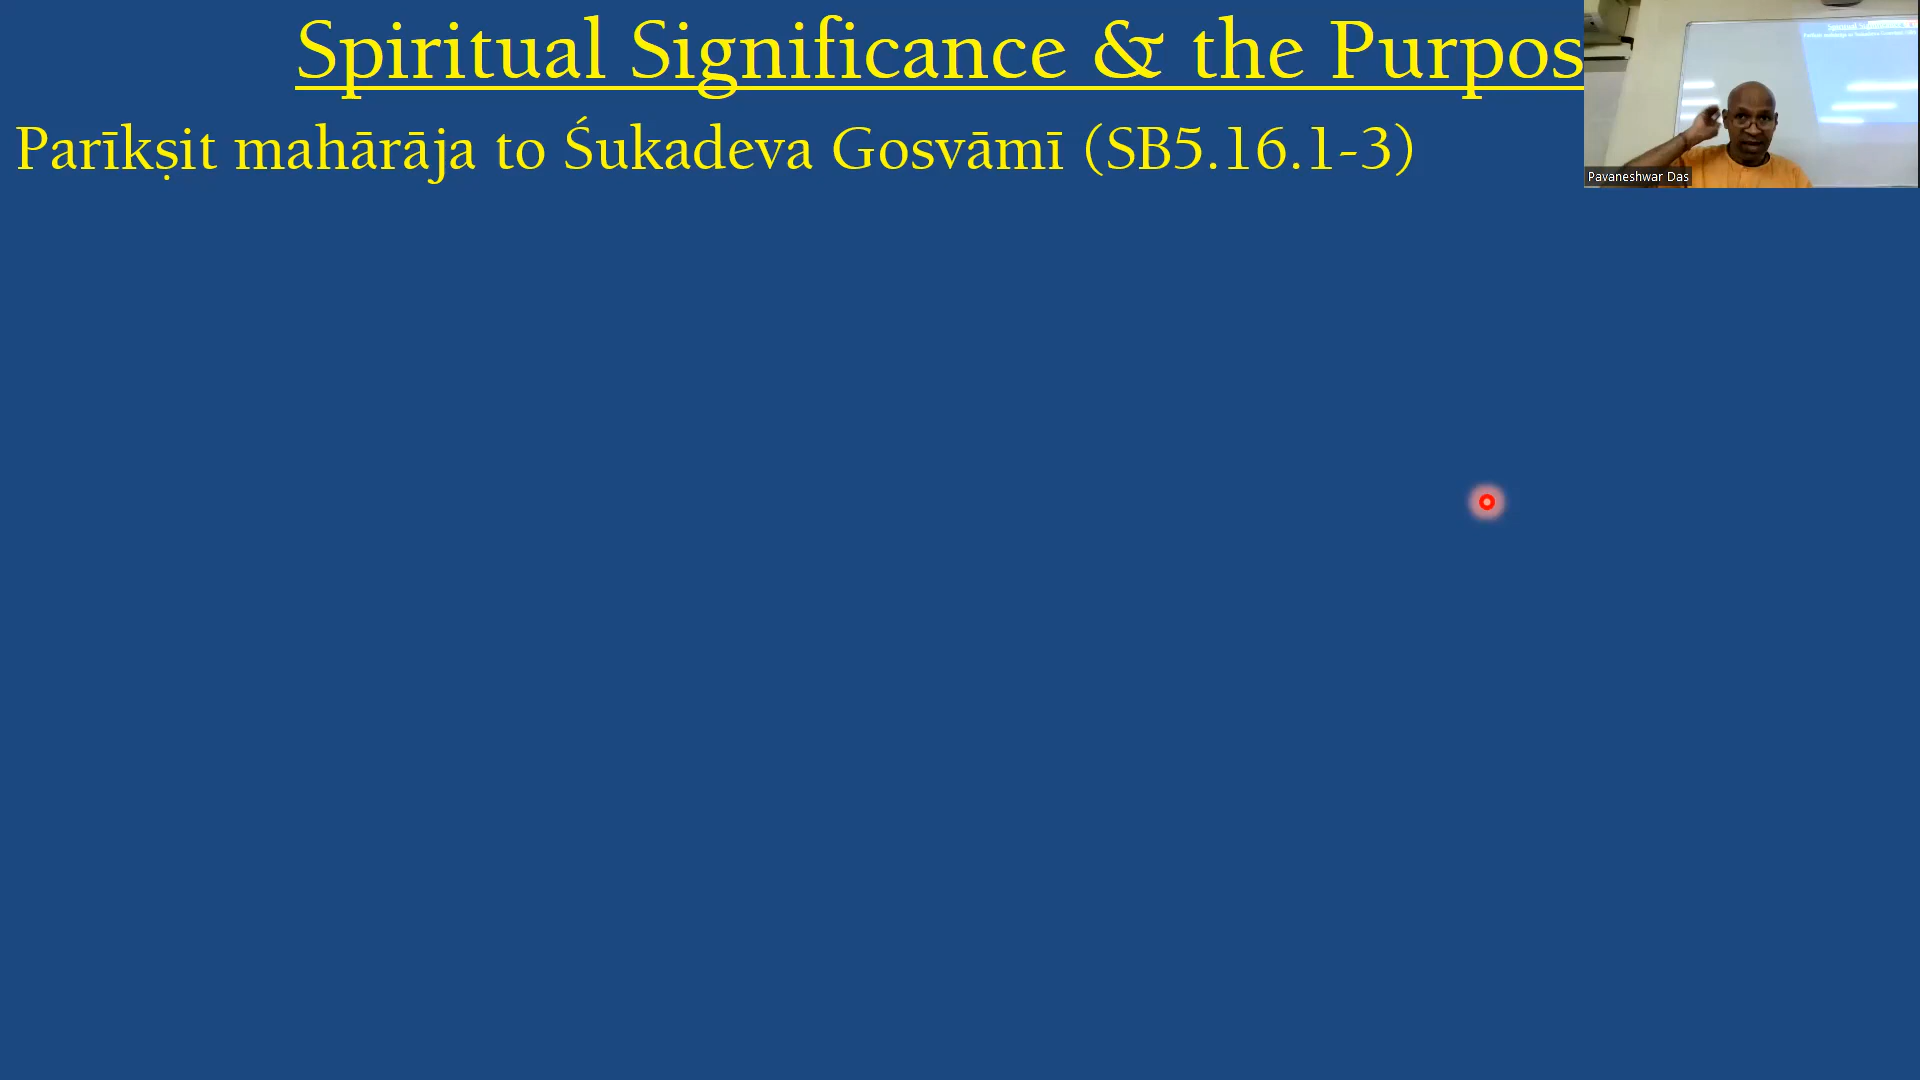 Spiritual Significance & the Purpos
Parīkṣit mahārāja to Śukadeva Gosvāmī (SB5.16.1-3)
Pavaneshwar Das